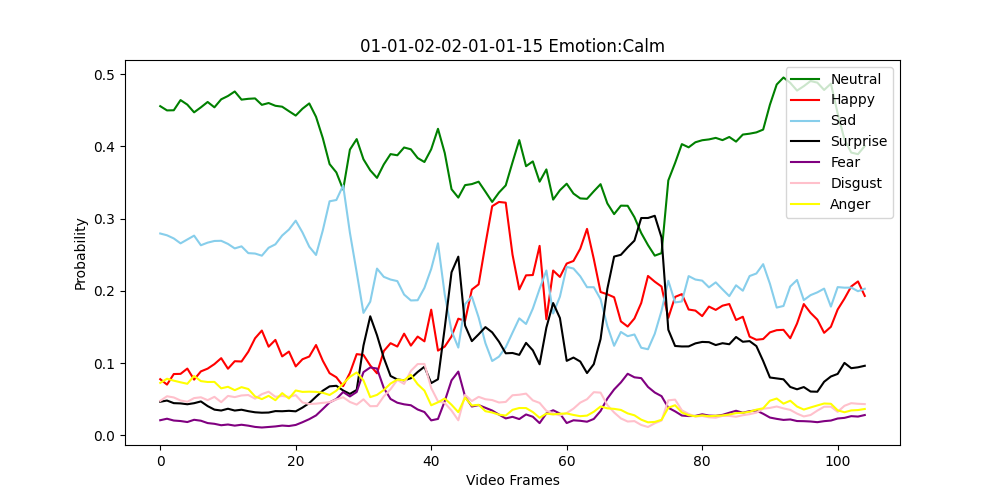 01-01-02-02-01-01-15 Emotion:Calm
Probability
0.5
0.4
0.3
0.2
0.1
0.0
0
20
40
60
80
100
Video Frames
Neutral
Happy
Sad
Surprise
Fear
Disgust
Anger